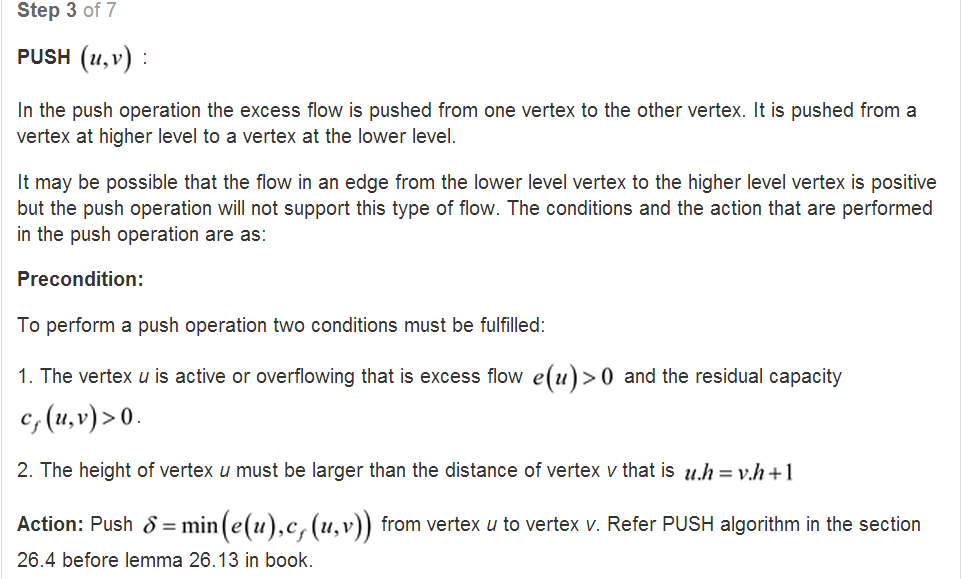 Step 3 of 7
PUSH (u,v) :
In the push operation the excess flow is pushed from one vertex to the other vertex. It is pushed from a
vertex at higher level to a vertex at the lower level.
It may be possible that the flow in an edge from the lower level vertex to the higher level vertex is positive
but the push operation will not support this type of flow. The conditions and the action that are performed
in the push operation are as:
Precondition:
To perform a push operation two conditions must be fulfilled:
1. The vertex u is active or overflowing that is excess flow e(u)>0 and the residual capacity
c_f(u,v)>0.
2. The height of vertex u must be larger than the distance of vertex v that is u.h=v.h+1
Action: Push δ=min(e(u),c_f(u,v)) from vertex u to vertex v. Refer PUSH algorithm in the section
26.4 before lemma 26.13 in book.